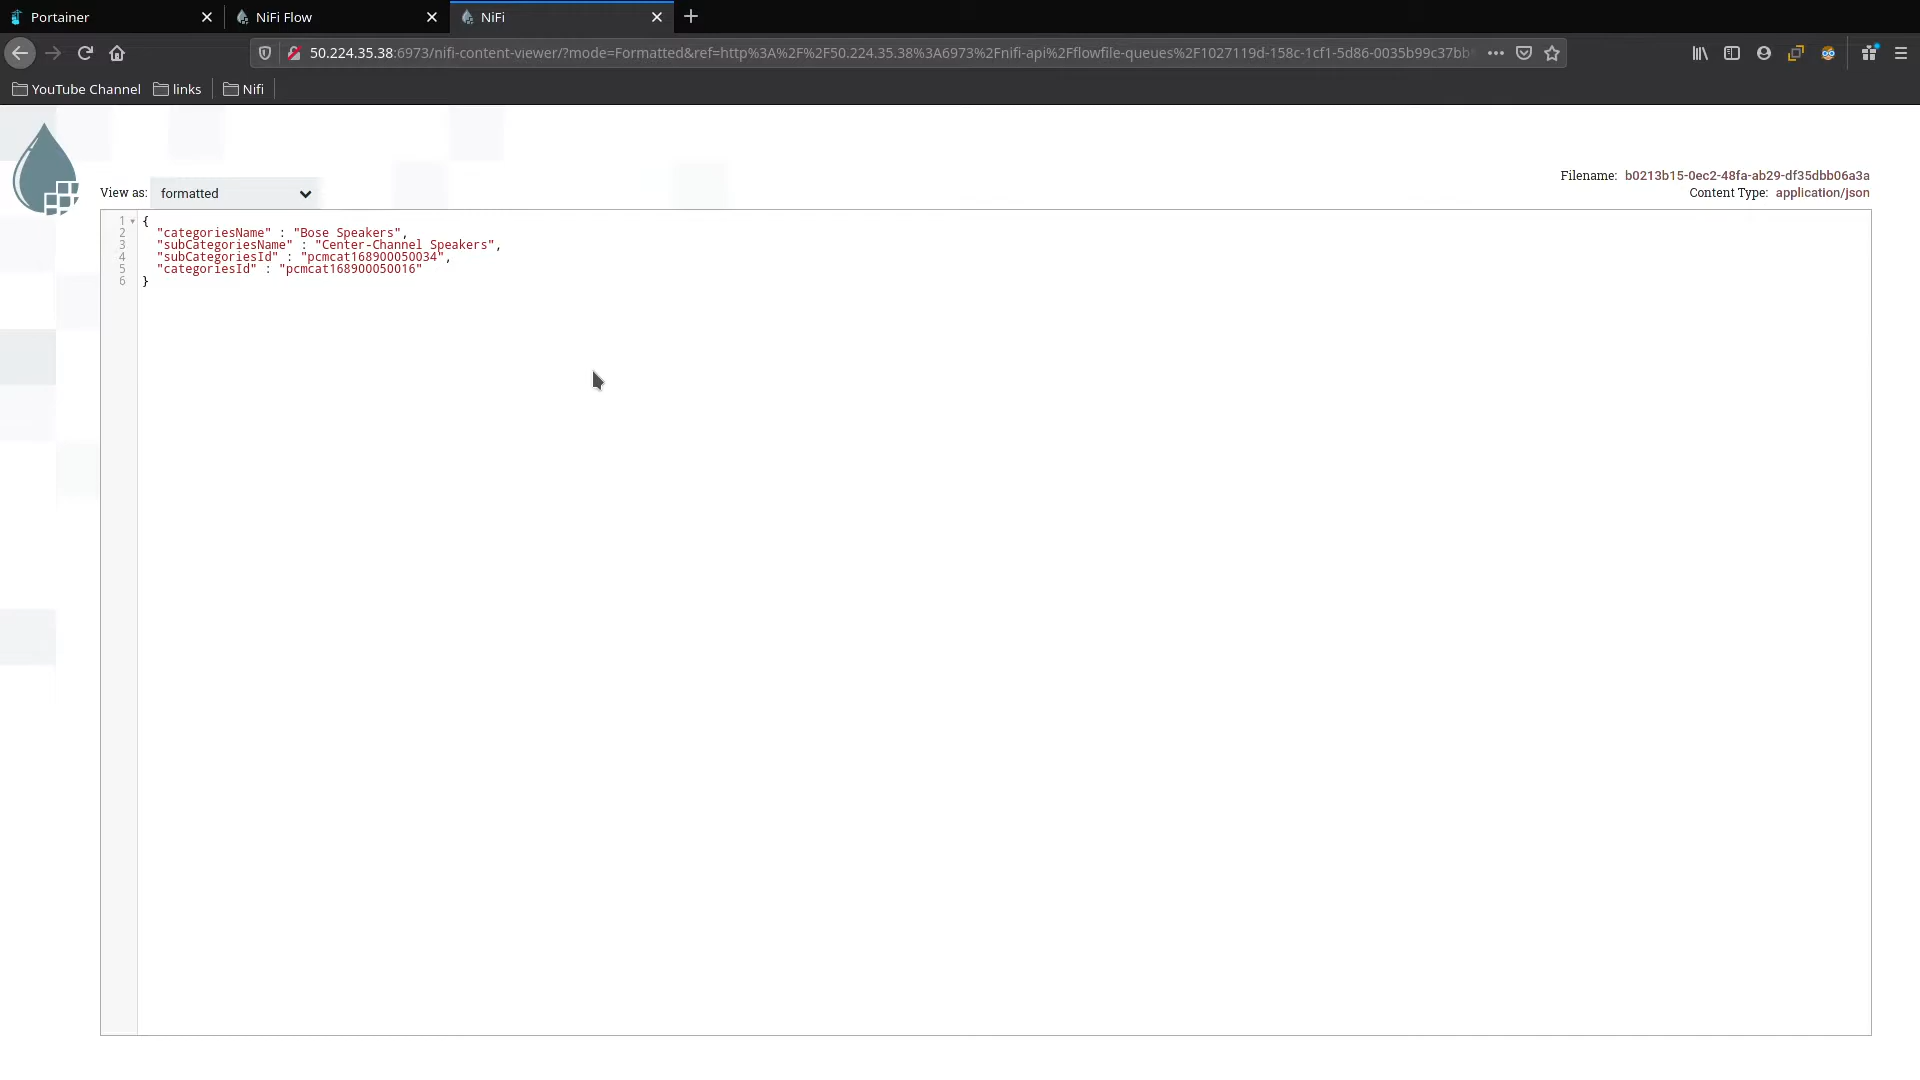 Portainer
NiFi Flow
NiFi
50.224.35.38:6973/nifi-content-viewer/?mode=Formatted&ref=http%3A%2F%2F50.224.35.38%3A6973%2Fnifi-api%2Fflowfile-queues%2F1027119d-158c-1cf1-5d86-0035b99c37bb
YouTube Channel
links
Nifi
Filename: b0213b15-0ec2-48fa-ab29-df35dbb06a3a
View as: formatted
Content Type: application/json
1 {
2 "categoriesName" : "Bose Speakers",
3 "subCategoriesName" : "Center-Channel Speakers",
4 "subCategoriesId" : "pcmcat168900050034",
5 "categoriesId" : "pcmcat168900050016"
6 }